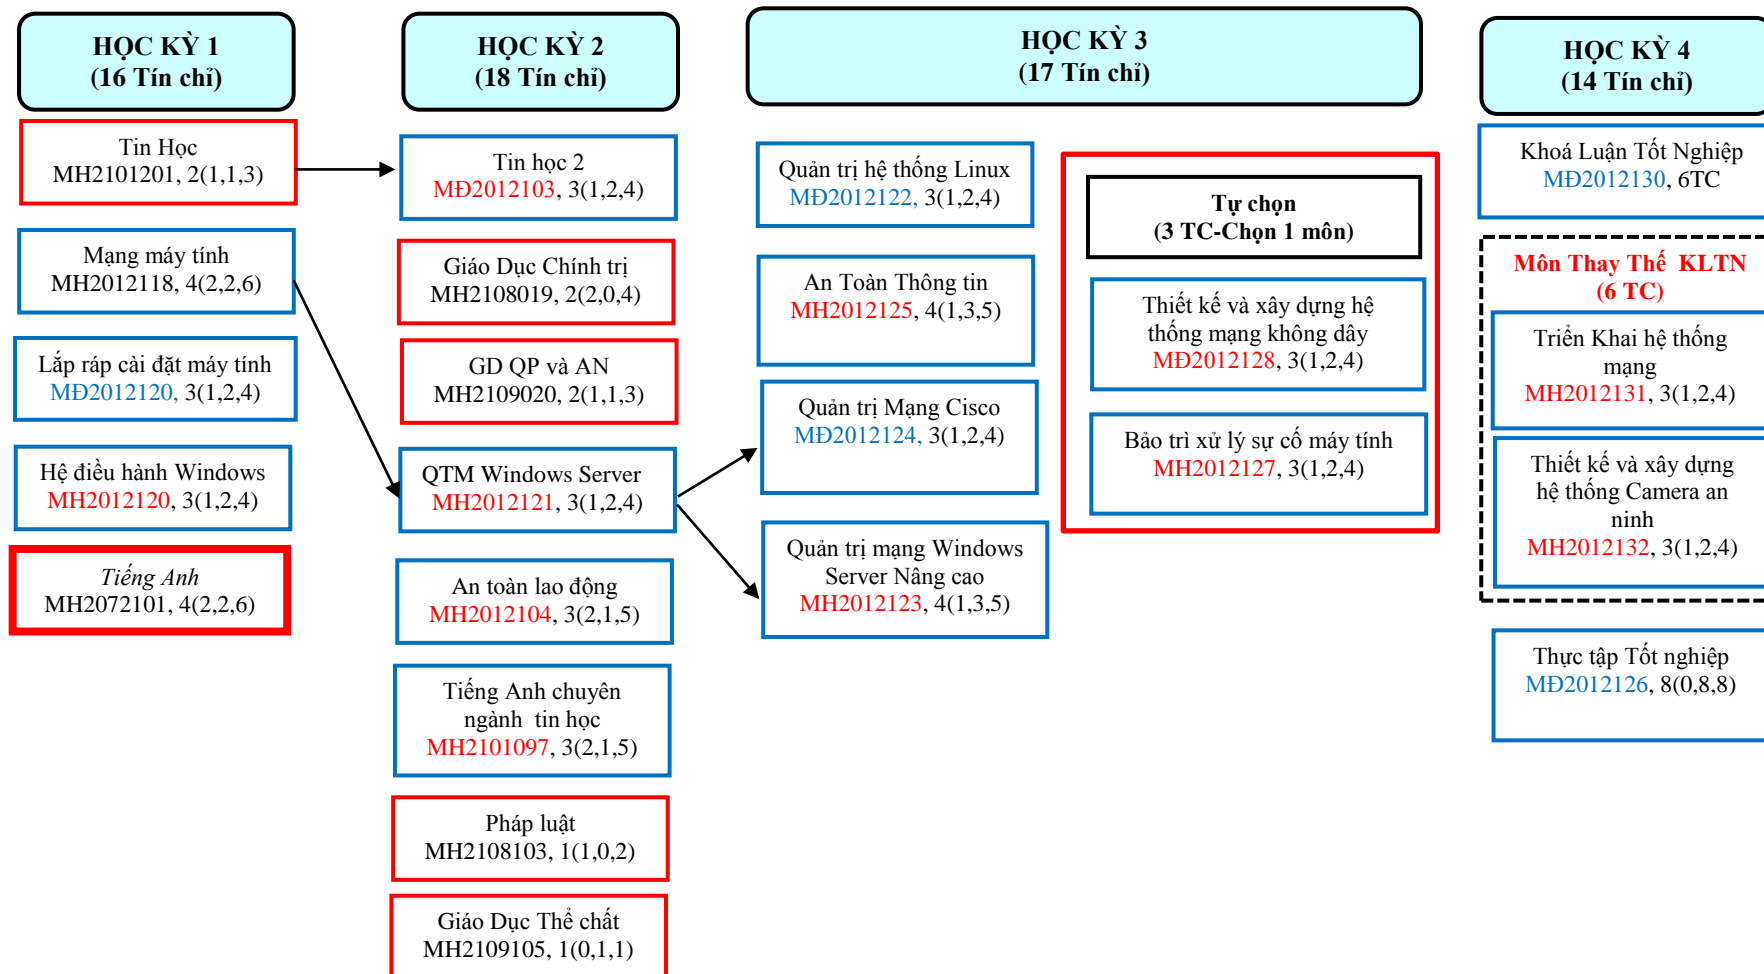 HỌC KỲ 1
(16 Tín chỉ)
Tin Học
MH2101201, 2(1,1,3)
Mạng máy tính
MH2012118, 4(2,2,6)
Lắp ráp cài đặt máy tính
MĐ2012120, 3(1,2,4)
Hệ điều hành Windows
MH2012120, 3(1,2,4)
Tiếng Anh
MH2072101, 4(2,2,6)
HỌC KỲ 2
(18 Tín chỉ)
Tin học 2
MĐ2012103, 3(1,2,4)
Giáo Dục Chính trị
MH2108019, 2(2,0,4)
GD QP và AN
MH2109020, 2(1,1,3)
QTM Windows Server
MH2012121, 3(1,2,4)
An toàn lao động
MH2012104, 3(2,1,5)
Tiếng Anh chuyên
ngành tin học
MH2101097, 3(2,1,5)
Pháp luật
MH2108103, 1(1,0,2)
Giáo Dục Thể chất
MH2109105, 1(0,1,1)
HỌC KỲ 3
(17 Tín chỉ)
Quản trị hệ thống Linux
MĐ2012122, 3(1,2,4)
An Toàn Thông tin
MH2012125, 4(1,3,5)
Quản trị Mạng Cisco
MĐ2012124, 3(1,2,4)
Quản trị mạng Windows
Server Nâng cao
MH2012123, 4(1,3,5)
Tự chọn
(3 TC-Chọn 1 môn)
Thiết kế và xây dựng hệ
thống mạng không dây
MĐ2012128, 3(1,2,4)
Bảo trì xử lý sự cố máy tính
MH2012127, 3(1,2,4)
HỌC KỲ 4
(14 Tín chỉ)
Khoá Luận Tốt Nghiệp
MĐ2012130, 6TC
Môn Thay Thế KLTN
(6 TC)
Triển Khai hệ thống
mạng
MH2012131, 3(1,2,4)
Thiết kế và xây dựng
hệ thống Camera an
ninh
MH2012132, 3(1,2,4)
Thực tập Tốt nghiệp
MĐ2012126, 8(0,8,8)